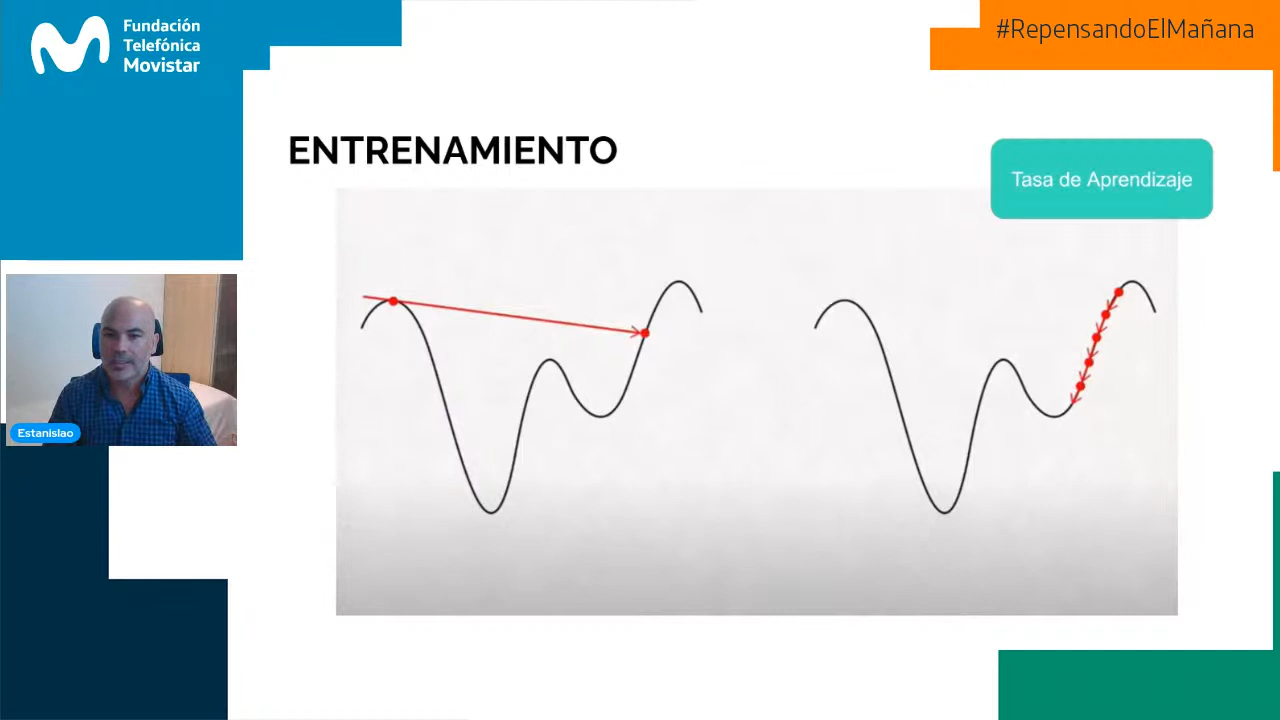 Fundación
Telefónica
Movistar
#RepensandoElMañana
ENTRENAMIENTO
Tasa de Aprendizaje
Estanislao